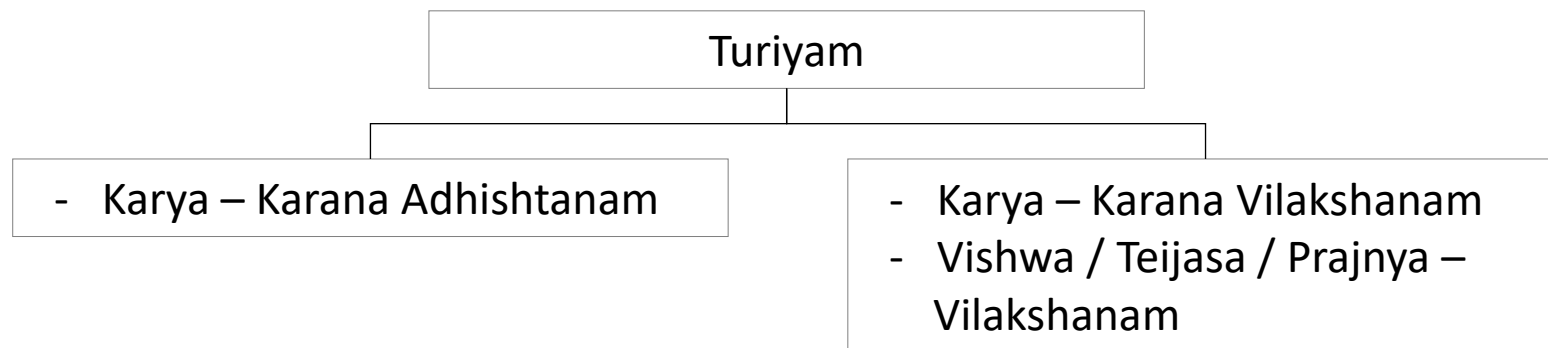 Turiyam
- Karya – Karana Adhishtanam
- Karya – Karana Vilakshanam
- Vishwa / Teijasa / Prajnya –
Vilakshanam